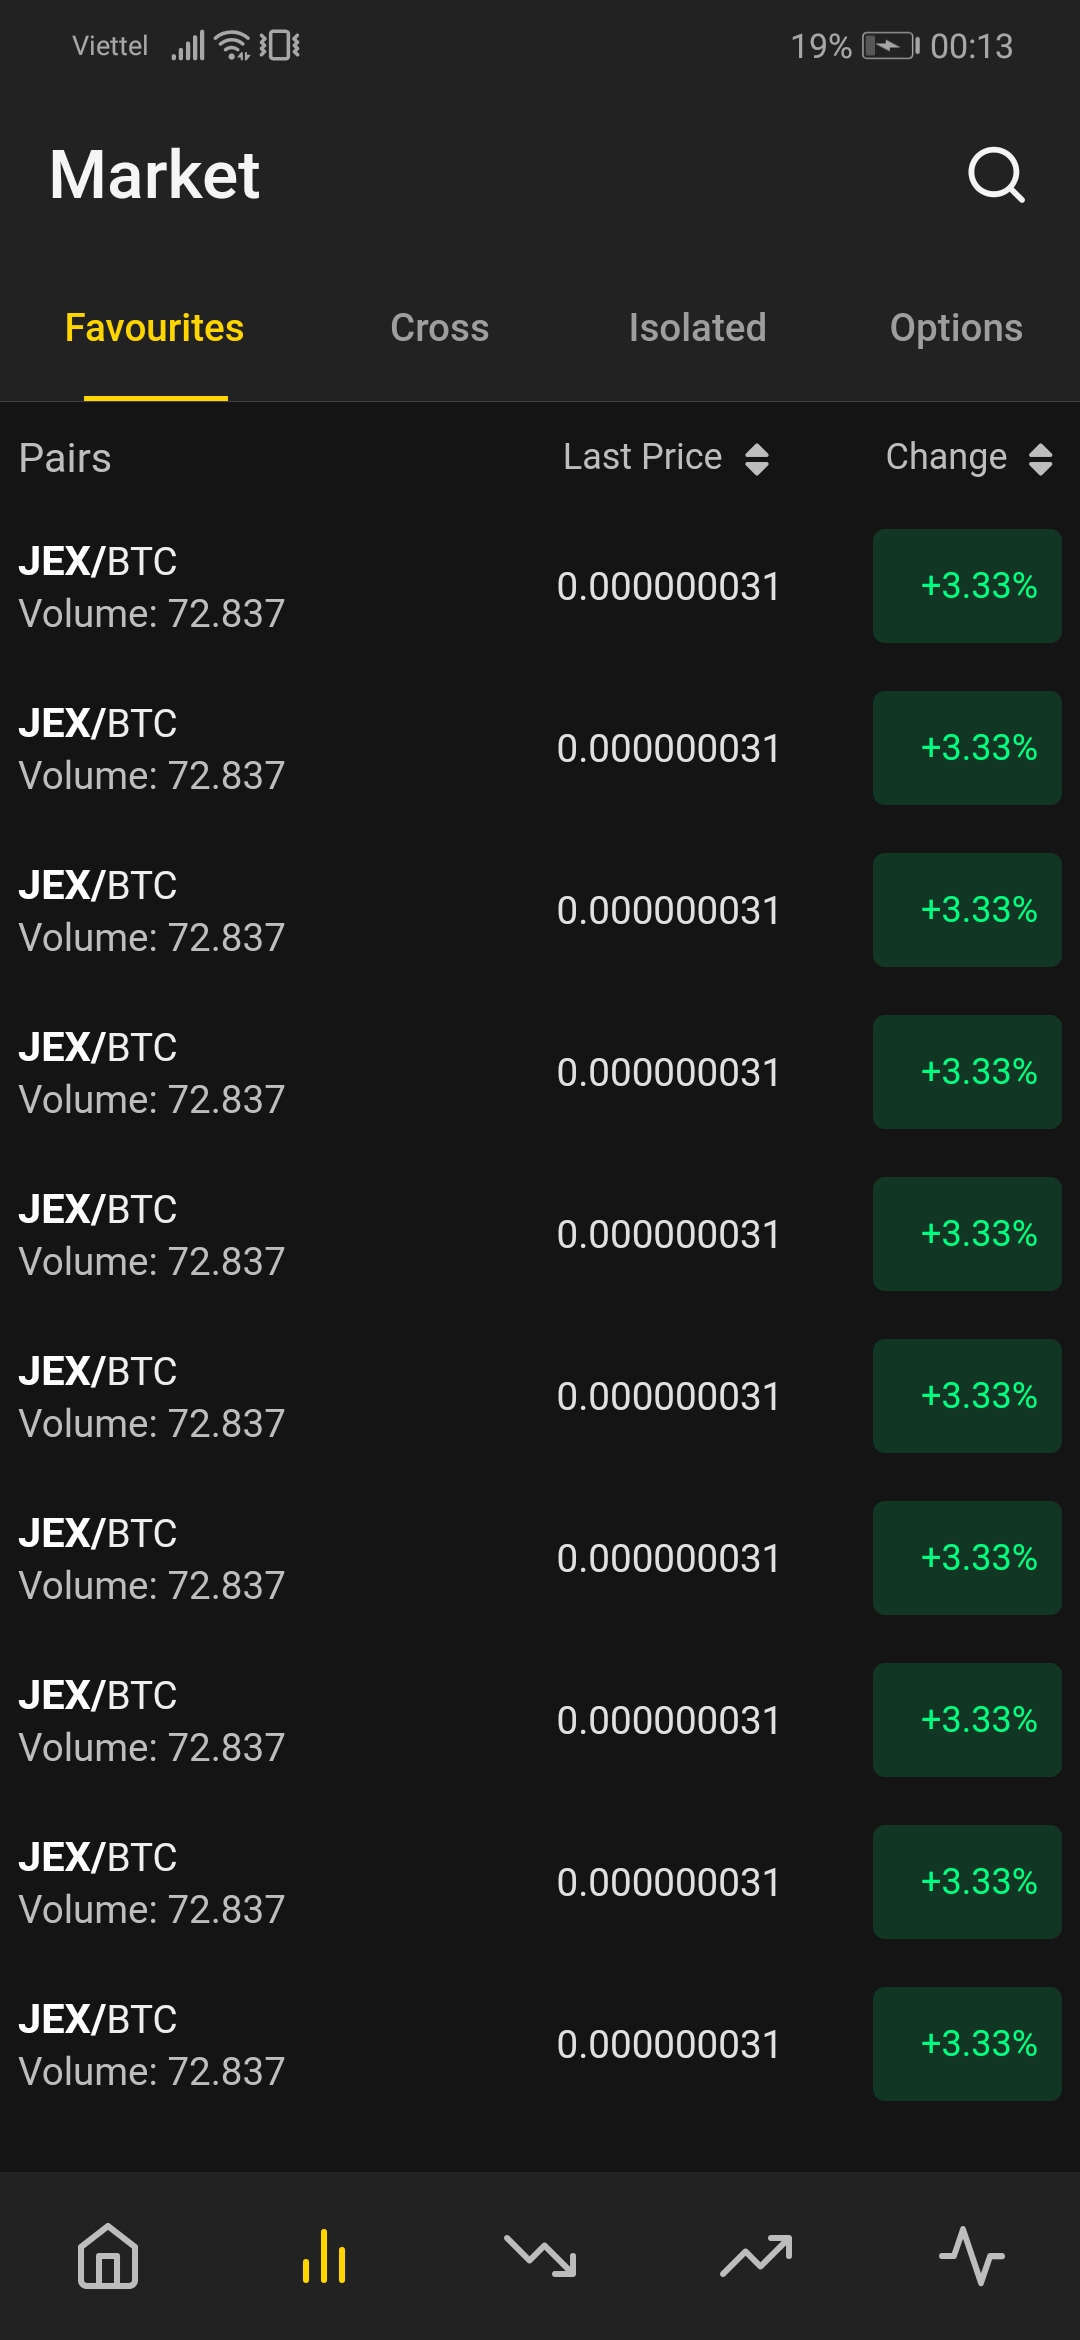 Viettel 19% 00:13
Market
Favourites Cross Isolated Options
Pairs Last Price Change
JEX/BTC
Volume: 72.837 0.000000031 +3.33%
JEX/BTC
Volume: 72.837 0.000000031 +3.33%
JEX/BTC
Volume: 72.837 0.000000031 +3.33%
JEX/BTC
Volume: 72.837 0.000000031 +3.33%
JEX/BTC
Volume: 72.837 0.000000031 +3.33%
JEX/BTC
Volume: 72.837 0.000000031 +3.33%
JEX/BTC
Volume: 72.837 0.000000031 +3.33%
JEX/BTC
Volume: 72.837 0.000000031 +3.33%
JEX/BTC
Volume: 72.837 0.000000031 +3.33%
JEX/BTC
Volume: 72.837 0.000000031 +3.33%